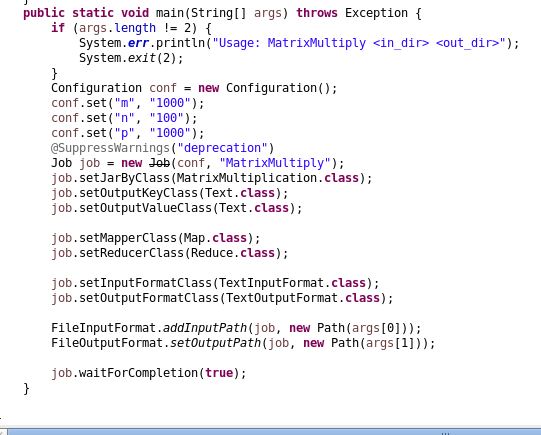 public static void main(String[] args) throws Exception {
if (args.length != 2) {
System.err.println("Usage: MatrixMultiply <in_dir> <out_dir>");
System.exit(2);
}
Configuration conf = new Configuration();
conf.set("m", "1000");
conf.set("n", "100");
conf.set("p", "1000");
@SuppressWarnings("deprecation")
Job job = new Job(conf, "MatrixMultiply");
job.setJarByClass(MatrixMultiplication.class);
job.setOutputKeyClass(Text.class);
job.setOutputValueClass(Text.class);
job.setMapperClass(Map.class);
job.setReducerClass(Reduce.class);
job.setInputFormatClass(TextInputFormat.class);
job.setOutputFormatClass(TextOutputFormat.class);
FileInputFormat.addInputPath(job, new Path(args[0]));
FileOutputFormat.setOutputPath(job, new Path(args[1]));
job.waitForCompletion(true);
}